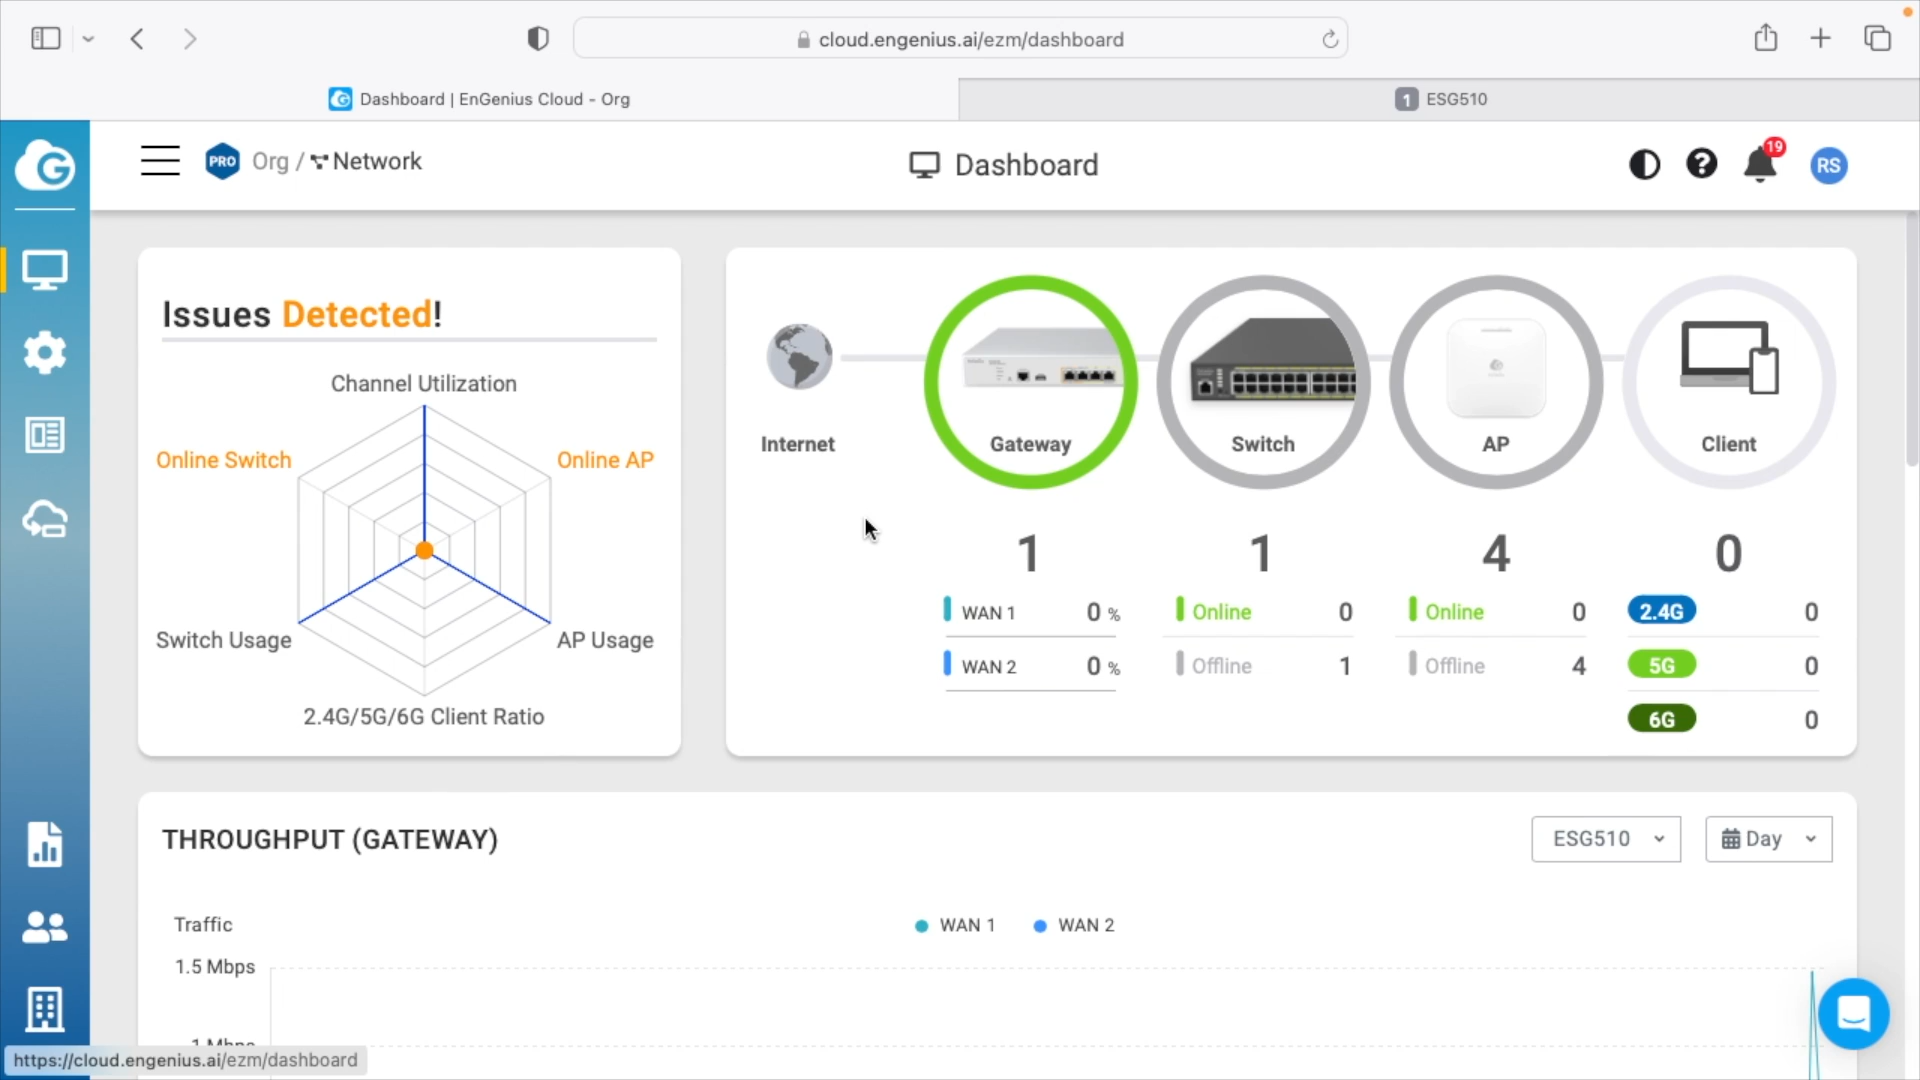 cloud.engenius.ai/ezm/dashboard
Dashboard | EnGenius Cloud - Org
1 ESG510
PRO Org / Network
Dashboard
19
RS
Issues Detected!
Channel Utilization
Online Switch
Online AP
Switch Usage
AP Usage
2.4G/5G/6G Client Ratio
Internet
Gateway
Switch
AP
Client
1
1
4
0
WAN 1 0 %
Online 0
Online 0
2.4G 0
WAN 2 0 %
Offline 1
Offline 4
5G 0
6G 0
THROUGHPUT (GATEWAY)
ESG510
Day
Traffic
WAN 1
WAN 2
1.5 Mbps
1 Mbps
https://cloud.engenius.ai/ezm/dashboard